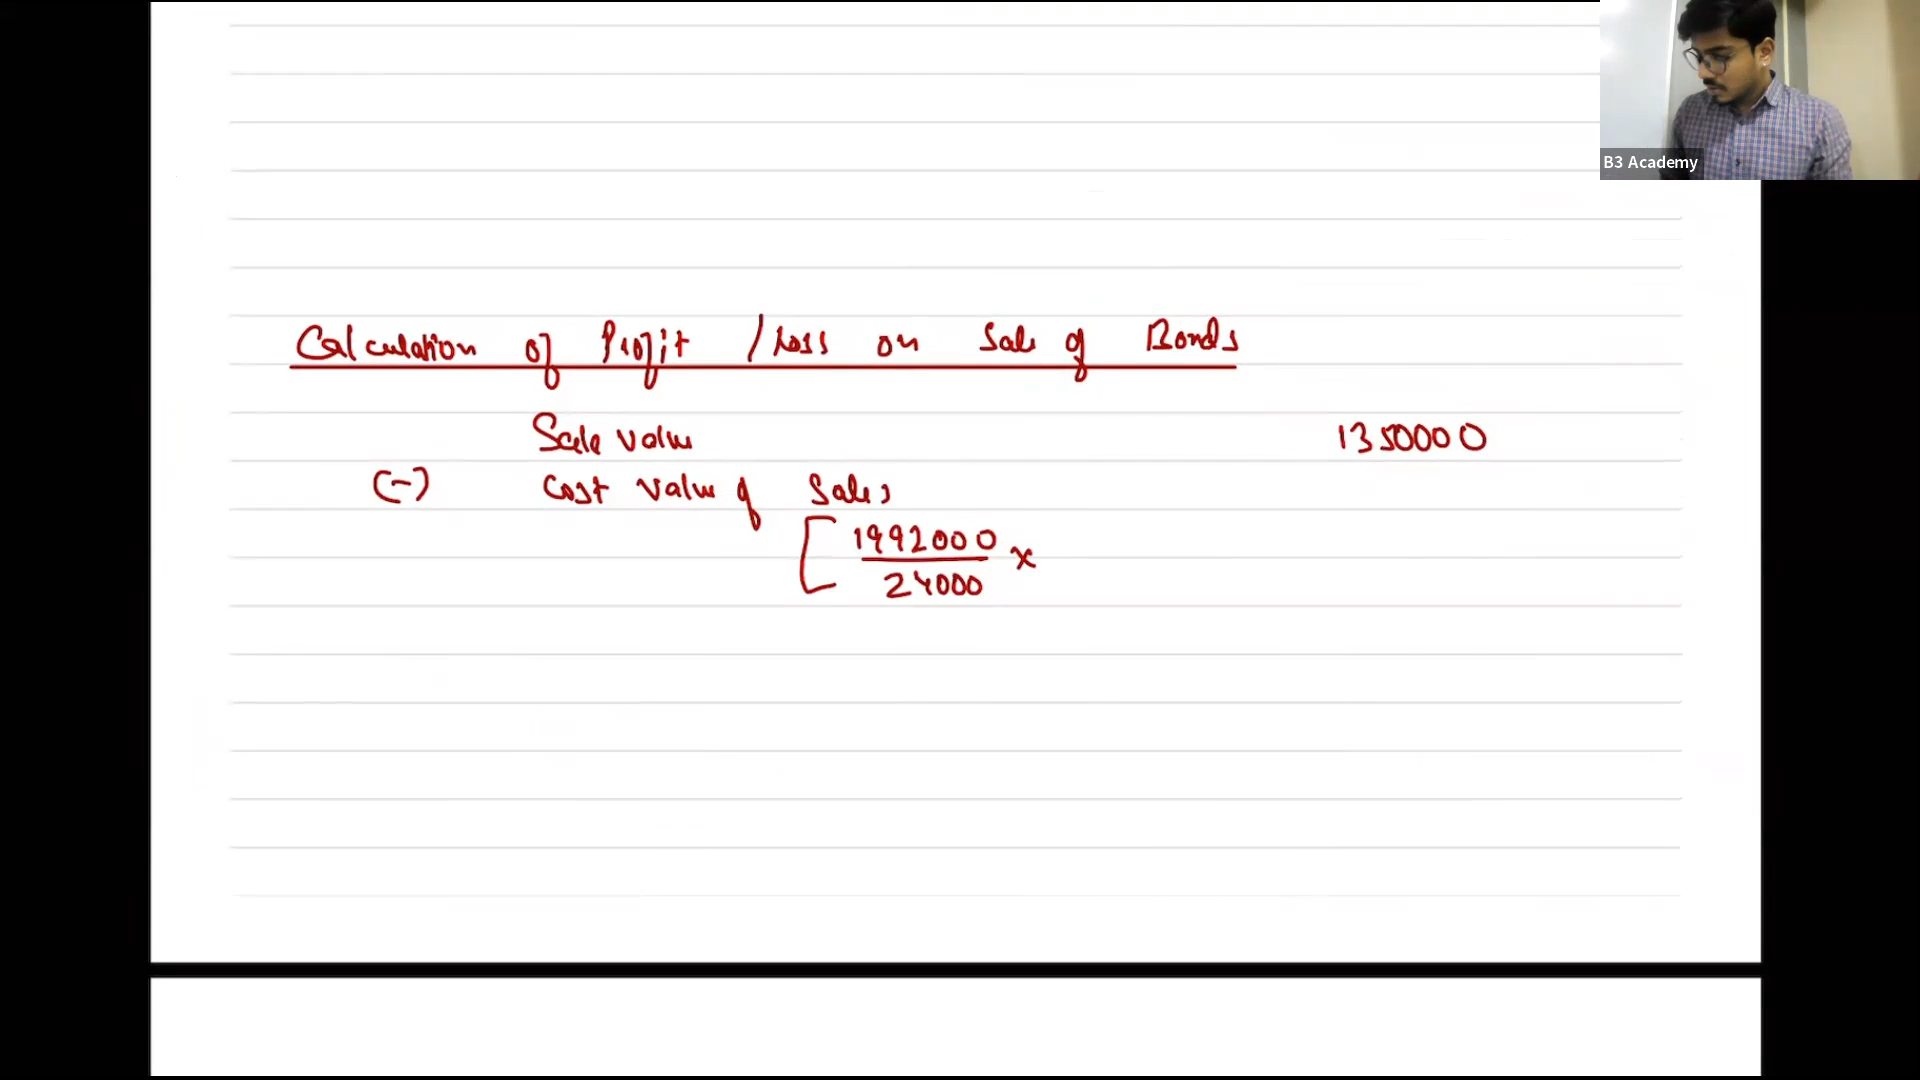 B3 Academy
Calculation of Profit / Loss on Sale of Bonds
Sale value 1350000
(-) Cost value of Sales
[ 1992000 x
24000